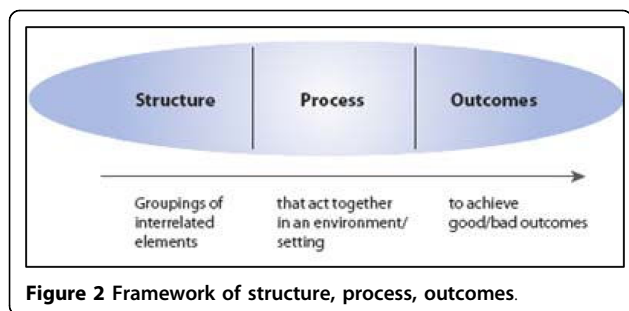 Structure
Process
Outcomes
Groupings of
interrelated
elements
that act together
in an environment/
setting
to achieve
good/bad outcomes
Figure 2 Framework of structure, process, outcomes.